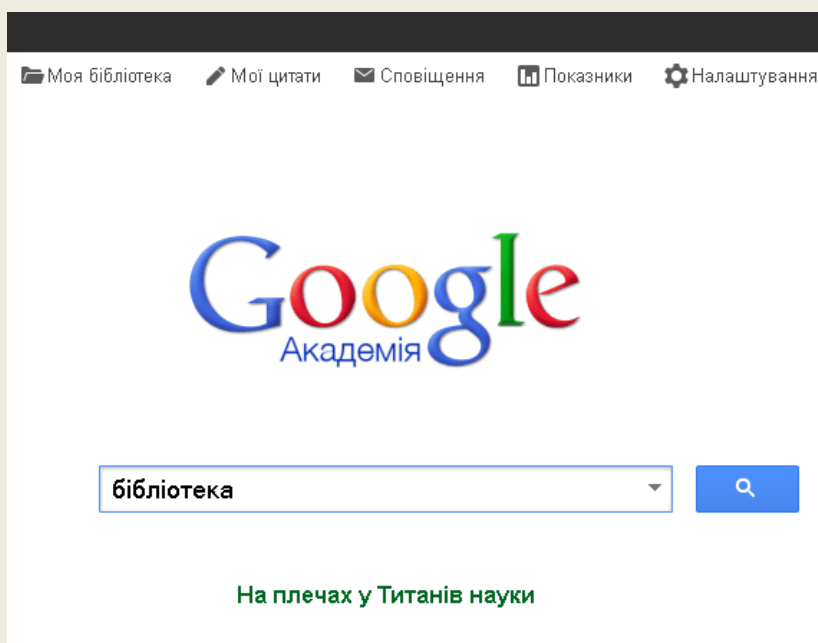 Моя бібліотека Мої цитати Сповіщення Показники Налаштування
Google
Академія
бібліотека
На плечах у Титанів науки